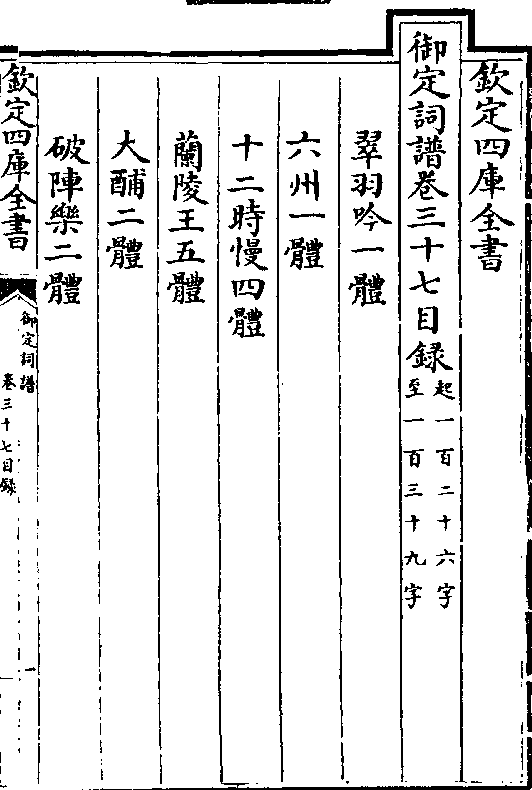 欽定四庫全書
御定詞譜卷三十七目錄起一百二十六字
至一百三十九字
翠羽吟一體
六州一體
十二時慢四體
蘭陵王五體
大酺二體
破陣樂二體
欽定四庫全書
御定詞譜
卷三十七目錄
一